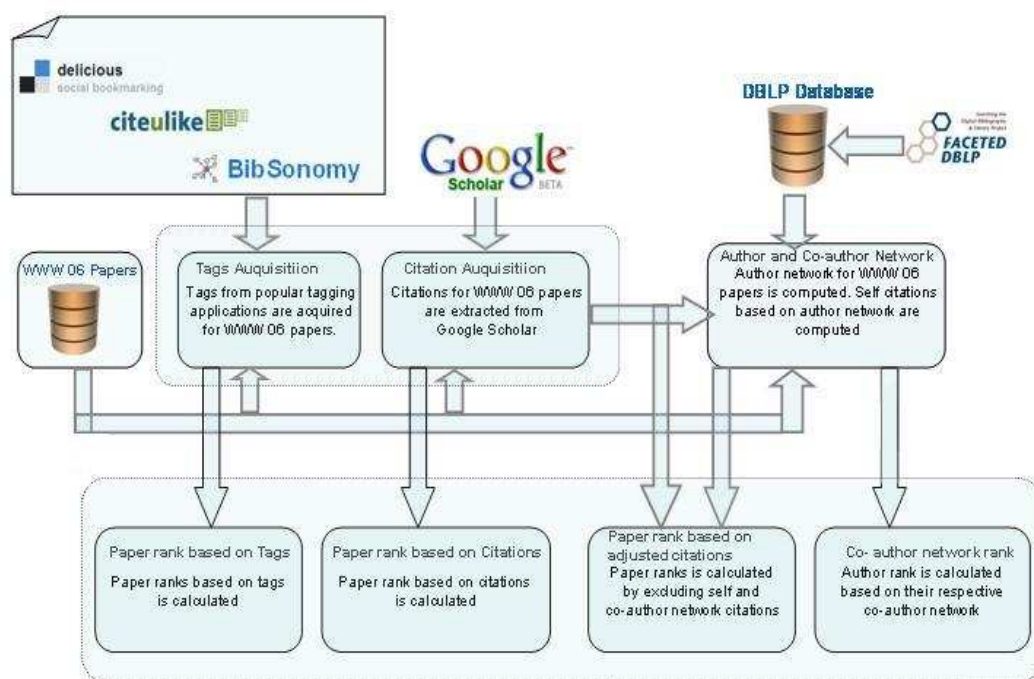 delicious
social bookmarking
citeulike
BibSonomy
Google
Scholar BETA
DBLP Database
Searching the
Digital Bibliography
& Library Project
FACETED
DBLP
WWW 06 Papers
Tags Auquisitiion
Tags from popular tagging
applications are acquired
for WWW 06 papers.
Citation Auquisitiion
Citations for WWW 06 papers
are extracted from
Google Scholar
Author and Co-author Network
Author network for WWW 06
papers is computed. Self citations
based on author network are
computed
Paper rank based on Tags
Paper ranks based on tags
is calculated
Paper rank based on Citations
Paper rank based on citations
is calculated
Paper rank based on
adjusted citations
Paper ranks is calculated
by excluding self and
co-author network citations
Co- author network rank
Author rank is calculated
based on their respective
co-author network